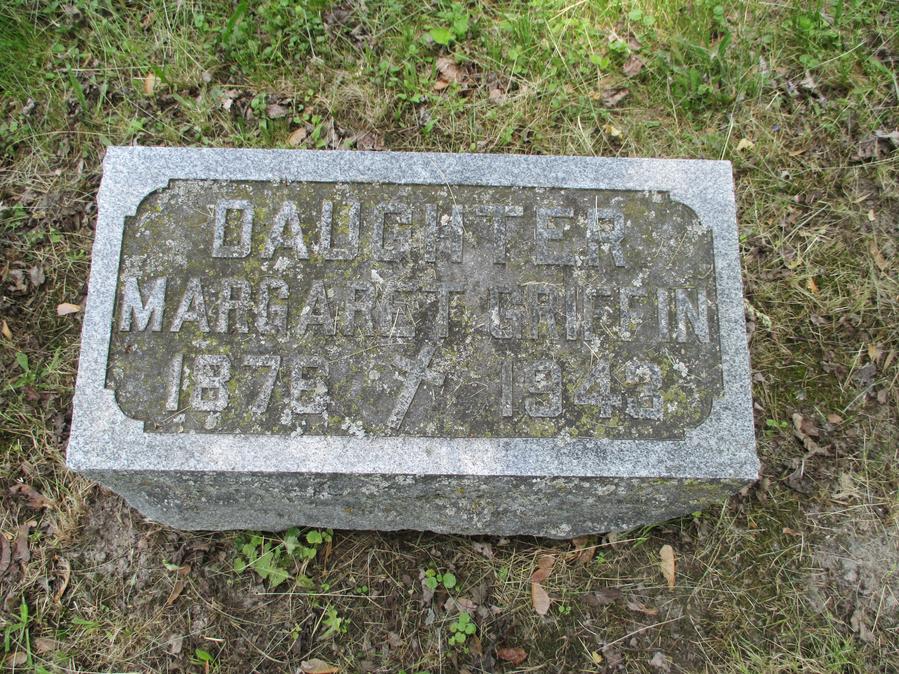 DAUGHTER
MARGARET GRIFFIN
1876 1943